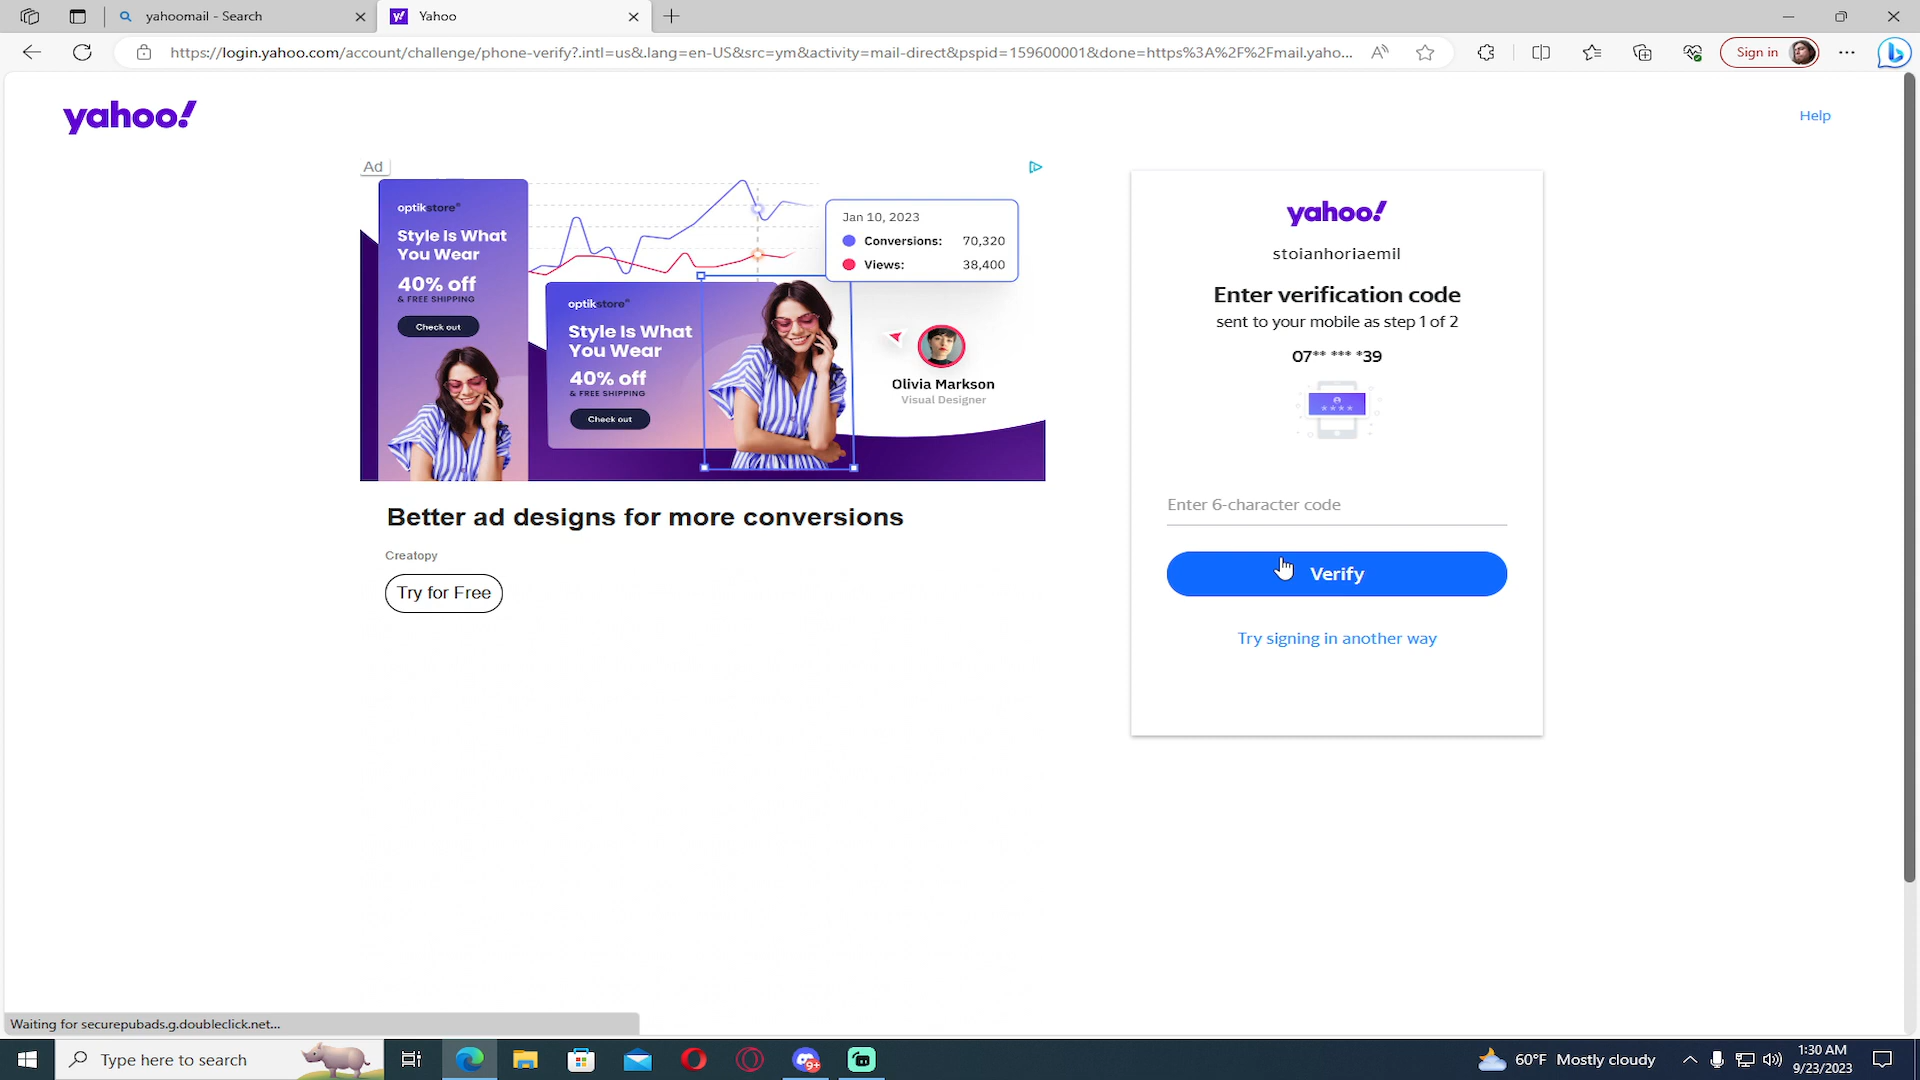 yahoomail - Search
Yahoo
https://login.yahoo.com/account/challenge/phone-verify?.intl=us&.lang=en-US&src=ym&activity=mail-direct&pspid=159600001&done=https%3A%2F%2Fmail.yaho...
Sign in
yahoo!
Help
Ad
optikstore
Style Is What
You Wear
40% off
& FREE SHIPPING
Check out
Jan 10, 2023
Conversions: 70,320
Views: 38,400
optikstore
Style Is What
You Wear
40% off
& FREE SHIPPING
Check out
Olivia Markson
Visual Designer
Better ad designs for more conversions
Creatopy
Try for Free
yahoo!
stoianhoriaemil
Enter verification code
sent to your mobile as step 1 of 2
07** *** *39
Enter 6-character code
Verify
Try signing in another way
Waiting for securepubads.g.doubleclick.net...
Type here to search
9+
60°F Mostly cloudy
1:30 AM
9/23/2023